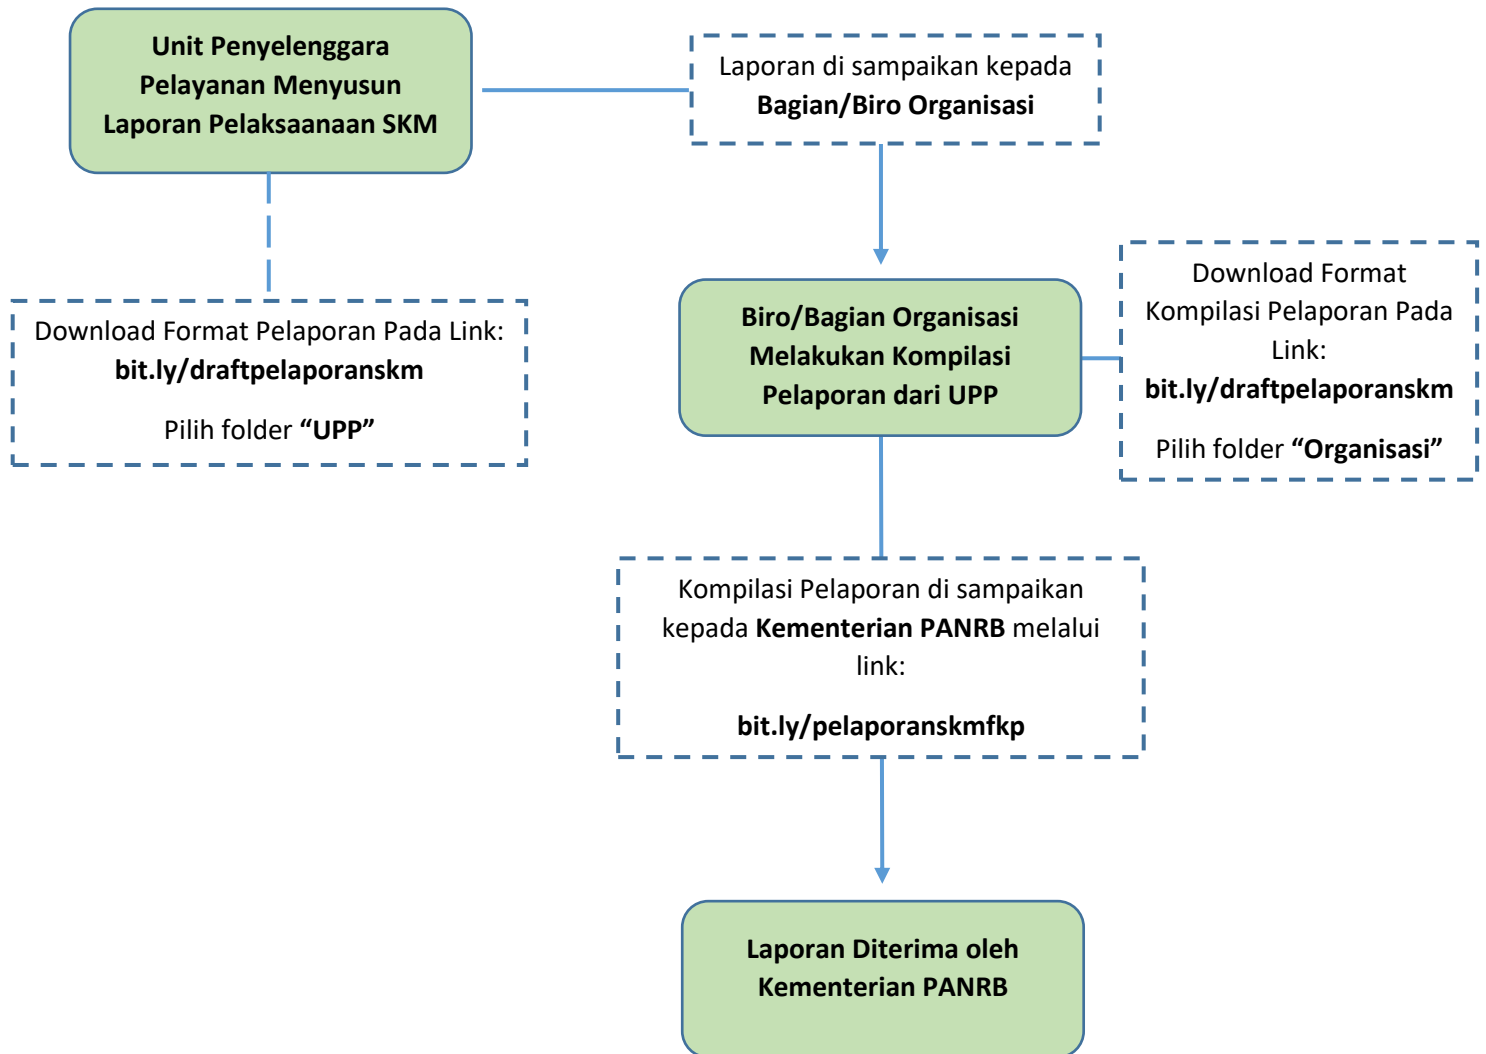 Unit Penyelenggara
Pelayanan Menyusun
Laporan Pelaksaanaan SKM
Laporan di sampaikan kepada
Bagian/Biro Organisasi
Download Format Pelaporan Pada Link:
bit.ly/draftpelaporanskm
Pilih folder “UPP”
Biro/Bagian Organisasi
Melakukan Kompilasi
Pelaporan dari UPP
Download Format
Kompilasi Pelaporan Pada
Link:
bit.ly/draftpelaporanskm
Pilih folder “Organisasi”
Kompilasi Pelaporan di sampaikan
kepada Kementerian PANRB melalui
link:
bit.ly/pelaporanskmfkp
Laporan Diterima oleh
Kementerian PANRB